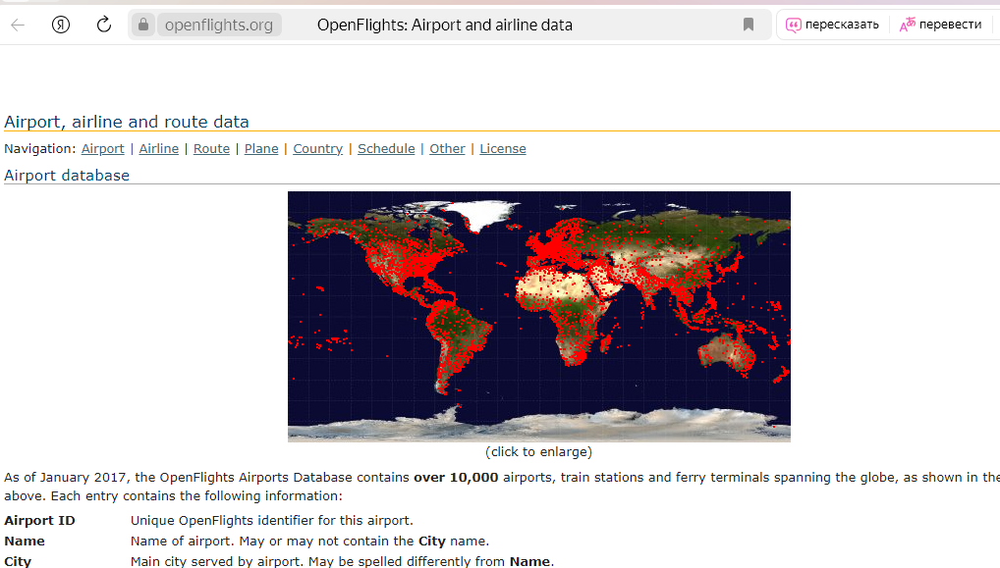 Я openflights.org OpenFlights: Airport and airline data пересказать перевести
Airport, airline and route data
Navigation: Airport | Airline | Route | Plane | Country | Schedule | Other | License
Airport database
(click to enlarge)
As of January 2017, the OpenFlights Airports Database contains over 10,000 airports, train stations and ferry terminals spanning the globe, as shown in the
above. Each entry contains the following information:
Airport ID Unique OpenFlights identifier for this airport.
Name Name of airport. May or may not contain the City name.
City Main city served by airport. May be spelled differently from Name.